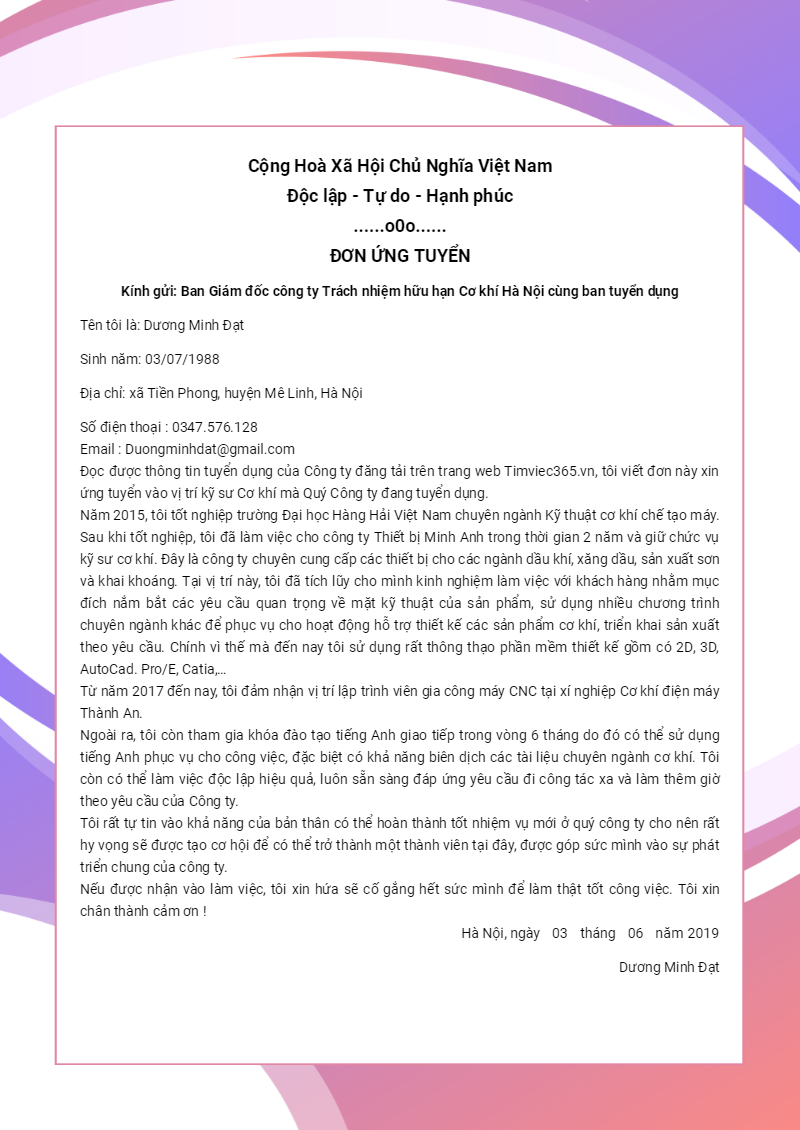 Cộng Hoà Xã Hội Chủ Nghĩa Việt Nam
Độc lập - Tự do - Hạnh phúc
......o0o......
ĐƠN ỨNG TUYỂN
Kính gửi: Ban Giám đốc công ty Trách nhiệm hữu hạn Cơ khí Hà Nội cùng ban tuyển dụng
Tên tôi là: Dương Minh Đạt
Sinh năm: 03/07/1988
Địa chỉ: xã Tiền Phong, huyện Mê Linh, Hà Nội
Số điện thoại : 0347.576.128
Email : Duongminhdat@gmail.com
Đọc được thông tin tuyển dụng của Công ty đăng tải trên trang web Timviec365.vn, tôi viết đơn này xin
ứng tuyển vào vị trí kỹ sư Cơ khí mà Quý Công ty đang tuyển dụng.
Năm 2015, tôi tốt nghiệp trường Đại học Hàng Hải Việt Nam chuyên ngành Kỹ thuật cơ khí chế tạo máy.
Sau khi tốt nghiệp, tôi đã làm việc cho công ty Thiết bị Minh Anh trong thời gian 2 năm và giữ chức vụ
kỹ sư cơ khí. Đây là công ty chuyên cung cấp các thiết bị cho các ngành dầu khí, xăng dầu, sản xuất sơn
và khai khoáng. Tại vị trí này, tôi đã tích lũy cho mình kinh nghiệm làm việc với khách hàng nhằm mục
đích nắm bắt các yêu cầu quan trọng về mặt kỹ thuật của sản phẩm, sử dụng nhiều chương trình
chuyên ngành khác để phục vụ cho hoạt động hỗ trợ thiết kế các sản phẩm cơ khí, triển khai sản xuất
theo yêu cầu. Chính vì thế mà đến nay tôi sử dụng rất thông thạo phần mềm thiết kế gồm có 2D, 3D,
AutoCad. Pro/E, Catia,...
Từ năm 2017 đến nay, tôi đảm nhận vị trí lập trình viên gia công máy CNC tại xí nghiệp Cơ khí điện máy
Thành An.
Ngoài ra, tôi còn tham gia khóa đào tạo tiếng Anh giao tiếp trong vòng 6 tháng do đó có thể sử dụng
tiếng Anh phục vụ cho công việc, đặc biệt có khả năng biên dịch các tài liệu chuyên ngành cơ khí. Tôi
còn có thể làm việc độc lập hiệu quả, luôn sẵn sàng đáp ứng yêu cầu đi công tác xa và làm thêm giờ
theo yêu cầu của Công ty.
Tôi rất tự tin vào khả năng của bản thân có thể hoàn thành tốt nhiệm vụ mới ở quý công ty cho nên rất
hy vọng sẽ được tạo cơ hội để có thể trở thành một thành viên tại đây, được góp sức mình vào sự phát
triển chung của công ty.
Nếu được nhận vào làm việc, tôi xin hứa sẽ cố gắng hết sức mình để làm thật tốt công việc. Tôi xin
chân thành cảm ơn !
Hà Nội, ngày 03 tháng 06 năm 2019
Dương Minh Đạt